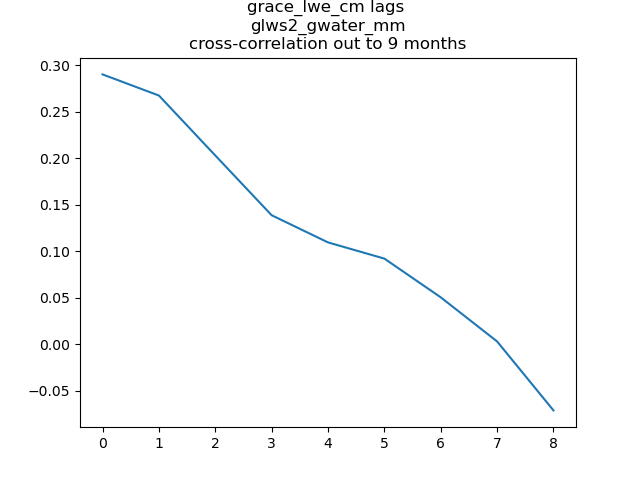 grace_lwe_cm lags
glws2_gwater_mm
cross-correlation out to 9 months
0.30
0.25
0.20
0.15
0.10
0.05
0.00
−0.05
0 1 2 3 4 5 6 7 8